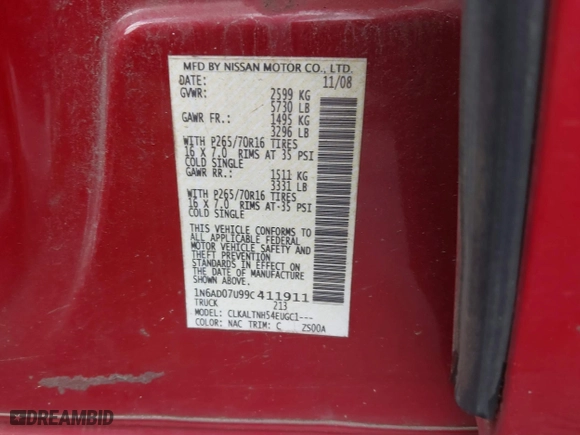 MFD BY NISSAN MOTOR CO., LTD.
DATE: 11/08
GVWR: 2599 KG
5730 LB
GAWR FR.: 1495 KG
3296 LB
WITH P265/70R16 TIRES
16 X 7.0 RIMS AT 35 PSI
COLD SINGLE
GAWR RR.: 1511 KG
3331 LB
WITH P265/70R16 TIRES
16 X 7.0 RIMS AT 35 PSI
COLD SINGLE
THIS VEHICLE CONFORMS TO
ALL APPLICABLE FEDERAL
MOTOR VEHICLE SAFETY AND
THEFT PREVENTION
STANDARDS IN EFFECT ON
THE DATE OF MANUFACTURE
SHOWN ABOVE.
1N6AD07U99C411911
TRUCK 213
MODEL: CLKALTNH54EUGC1---
COLOR: NAC TRIM: C ZS00A
DREAMBID